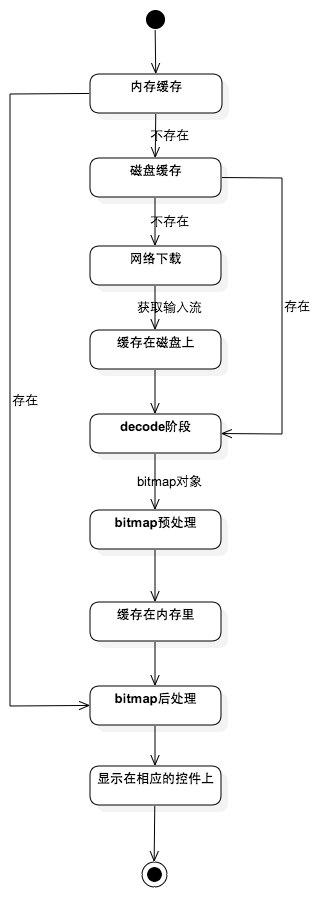 内存缓存
不存在
磁盘缓存
不存在
网络下载
获取输入流
存在
缓存在磁盘上
存在
decode阶段
bitmap对象
bitmap预处理
缓存在内存里
bitmap后处理
显示在相应的控件上